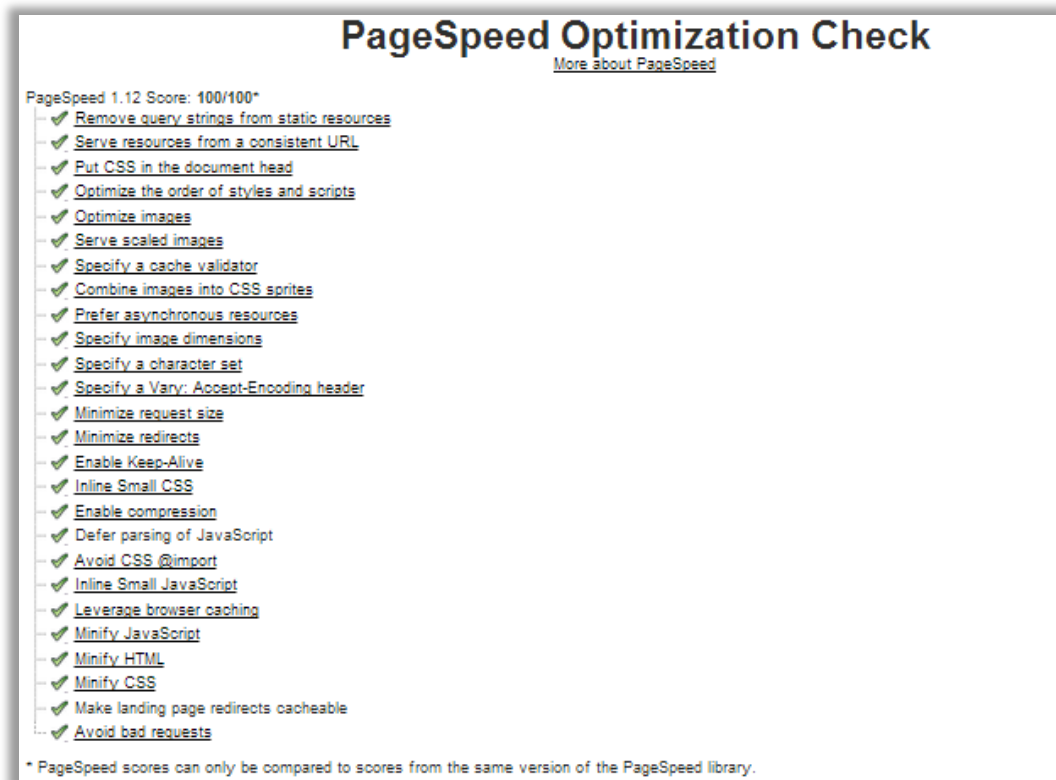 PageSpeed Optimization Check
More about PageSpeed
PageSpeed 1.12 Score: 100/100*
Remove query strings from static resources
Serve resources from a consistent URL
Put CSS in the document head
Optimize the order of styles and scripts
Optimize images
Serve scaled images
Specify a cache validator
Combine images into CSS sprites
Prefer asynchronous resources
Specify image dimensions
Specify a character set
Specify a Vary: Accept-Encoding header
Minimize request size
Minimize redirects
Enable Keep-Alive
Inline Small CSS
Enable compression
Defer parsing of JavaScript
Avoid CSS @import
Inline Small JavaScript
Leverage browser caching
Minify JavaScript
Minify HTML
Minify CSS
Make landing page redirects cacheable
Avoid bad requests
* PageSpeed scores can only be compared to scores from the same version of the PageSpeed library.